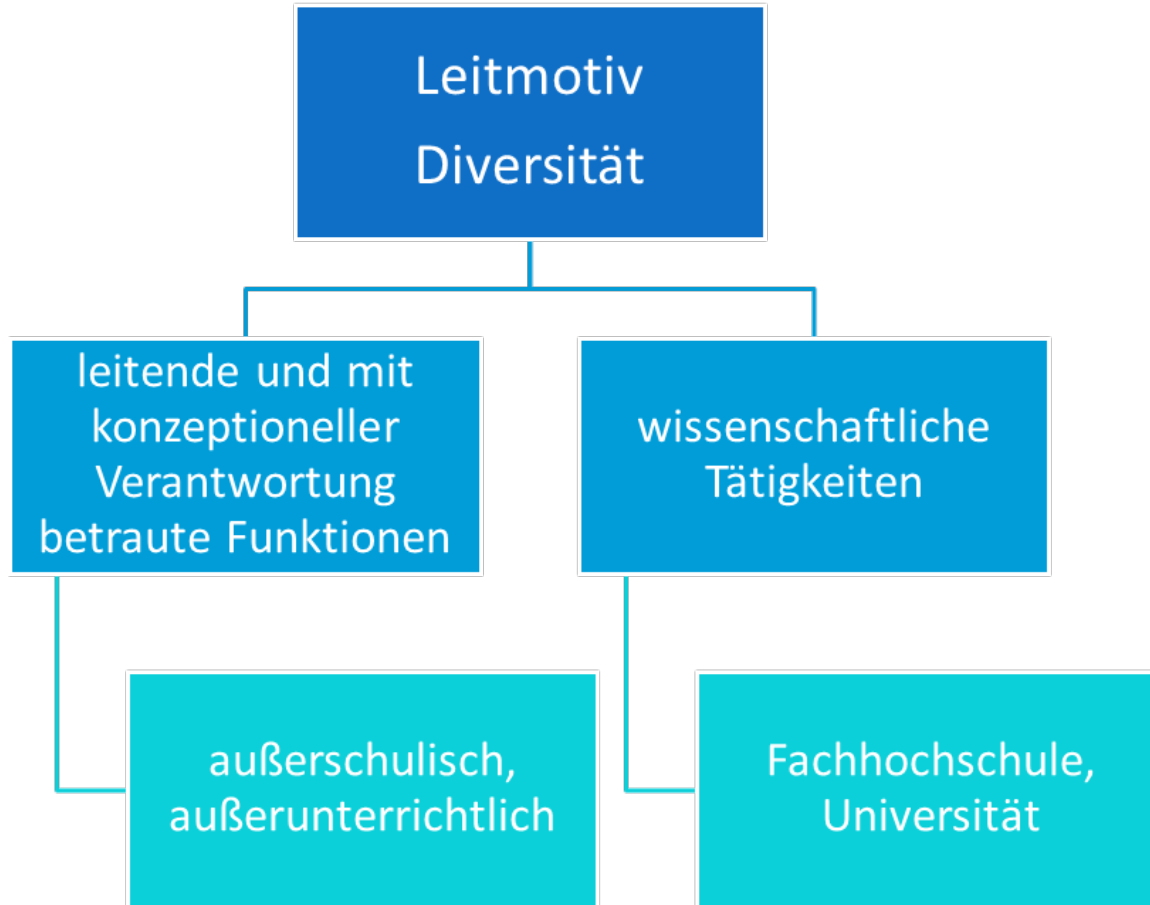 Leitmotiv
Diversität
leitende und mit
konzeptioneller
Verantwortung
betraute Funktionen
wissenschaftliche
Tätigkeiten
außerschulisch,
außerunterrichtlich
Fachhochschule,
Universität